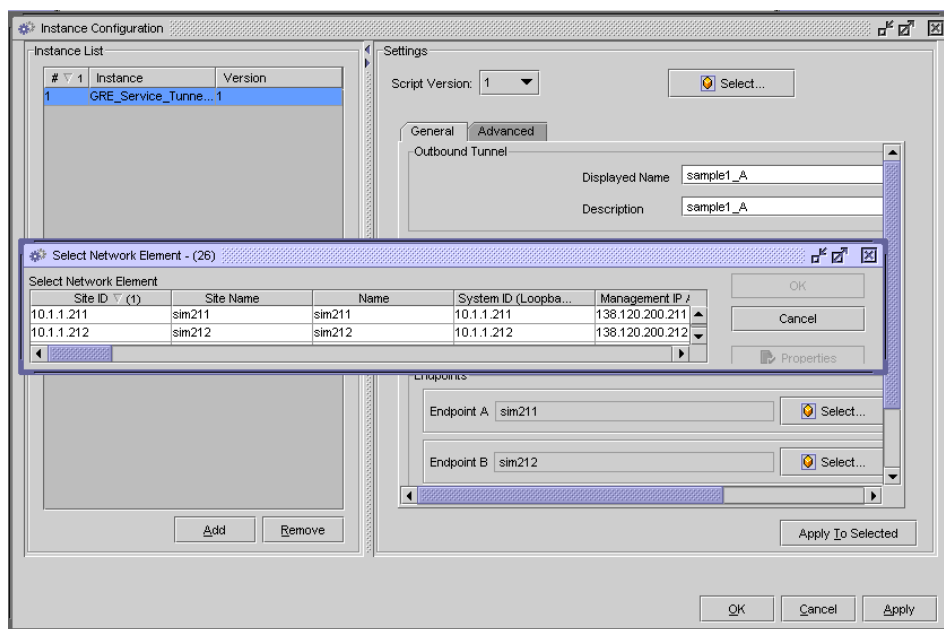 Instance Configuration
Instance List
# 1 Instance Version
1 GRE_Service_Tunne... 1
Settings
Script Version: 1
Select...
General Advanced
Outbound Tunnel
Displayed Name sample1_A
Description sample1_A
Select Network Element - (26)
Select Network Element
Site ID (1) Site Name Name System ID (Loopba... Management IP
10.1.1.211 sim211 sim211 10.1.1.211 138.120.200.211
10.1.1.212 sim212 sim212 10.1.1.212 138.120.200.212
OK
Cancel
Properties
Endpoints
Endpoint A sim211 Select...
Endpoint B sim212 Select...
Add Remove
Apply To Selected
OK Cancel Apply